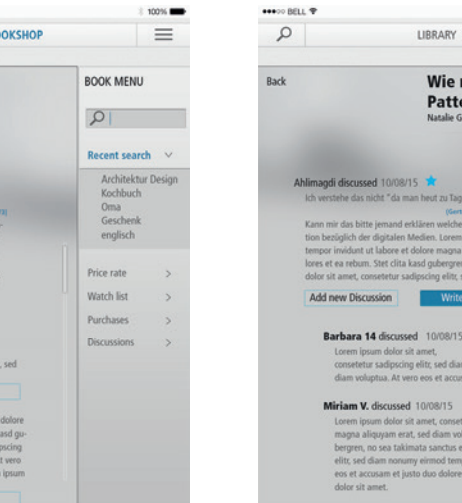 100%
OKSHOP
BOOK MENU
Recent search
Architektur Design
Kochbuch
Oma
Geschenk
englisch
Price rate
Watch list
Purchases
Discussions
, sed
dolore
asd gu-
pscing
t vero
ipsum
BELL
LIBRARY
Back
Wie
Patte
Natalie G
Ahlimagdi discussed 10/08/15
Ich verstehe das nicht "da man heut zu Tag
Kann mir das bitte jemand erklären welche
tion bezüglich der digitalen Medien. Lorem
tempor invidunt ut labore et dolore magna
lores et ea rebum. Stet clita kasd gubergren
dolor sit amet, consetetur sadipscing elitr,
Add new Discussion
Write
Barbara 14 discussed 10/08/15
Lorem ipsum dolor sit amet,
consetetur sadipscing elitr, sed diam
diam voluptua. At vero eos et accus
Miriam V. discussed 10/08/15
Lorem ipsum dolor sit amet, conset
magna aliquyam erat, sed diam vol
bergren, no sea takimata sanctus e
elitr, sed diam nonumy eirmod tem
eos et accusam et justo duo dolore
dolor sit amet.